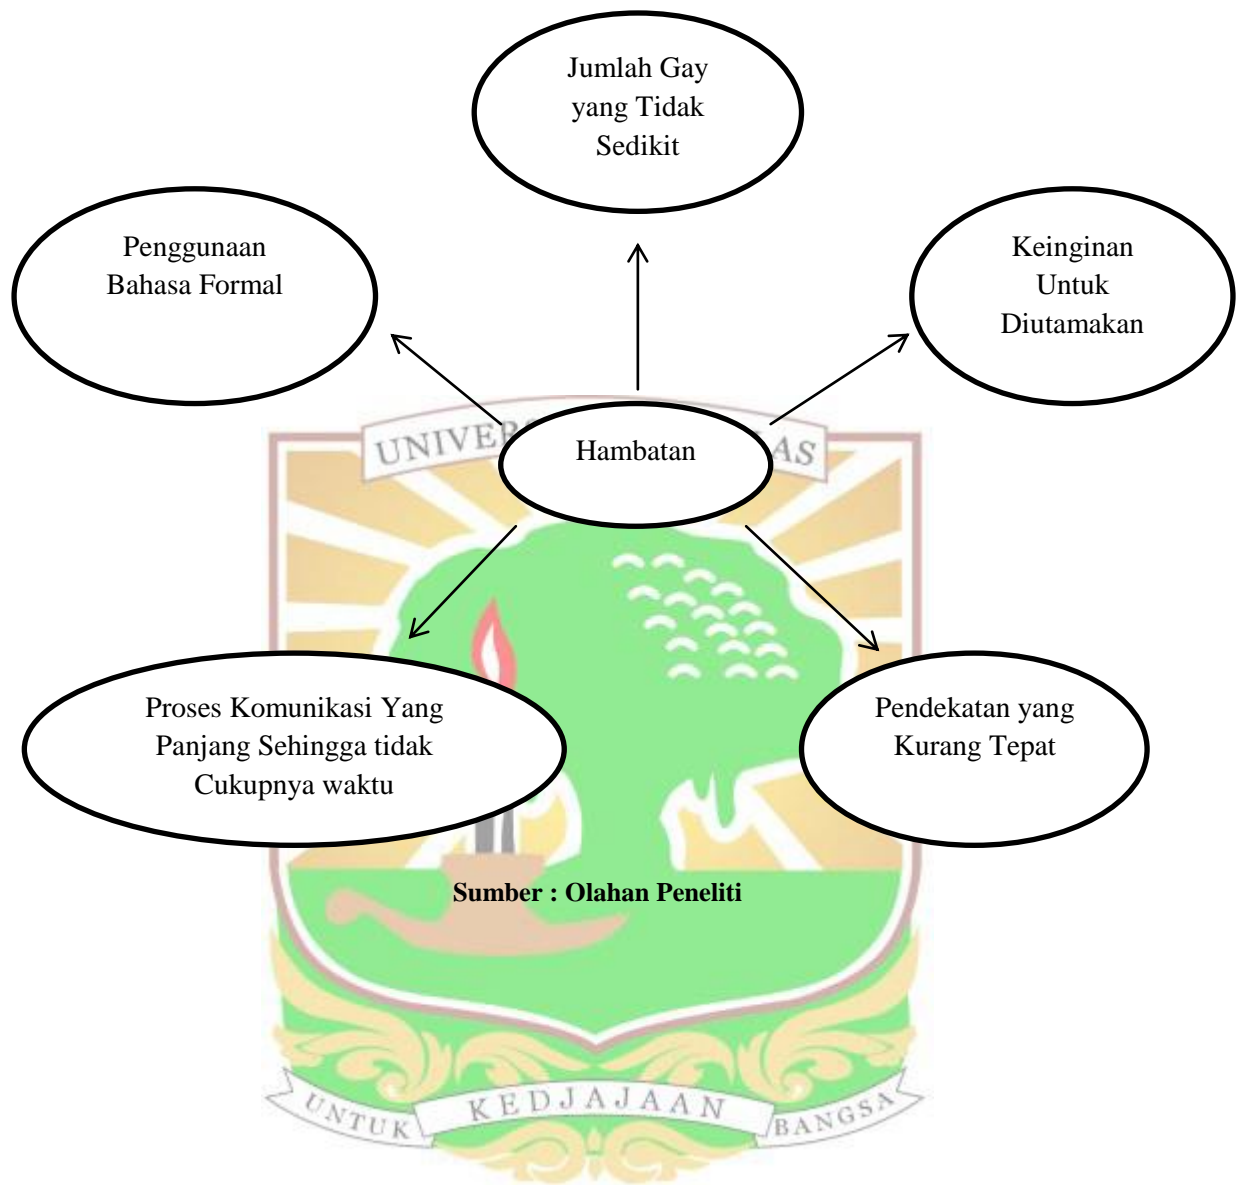 Jumlah Gay
yang Tidak
Sedikit
Penggunaan
Bahasa Formal
Keinginan
Untuk
Diutamakan
UNIVERS
AS
Hambatan
Proses Komunikasi Yang
Panjang Sehingga tidak
Cukupnya waktu
Pendekatan yang
Kurang Tepat
Sumber : Olahan Peneliti
UNTUK KEDJAJAAN BANGSA